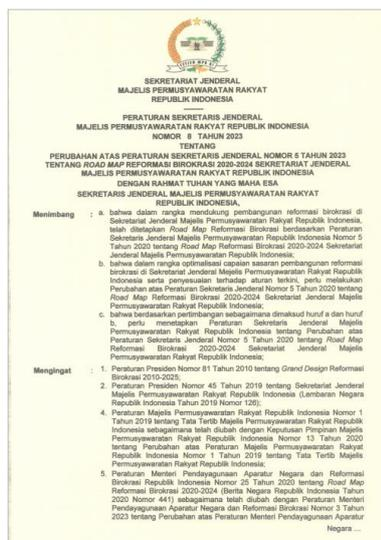 SEKRETARIAT JENDERAL
MAJELIS PERMUSYAWARATAN RAKYAT
REPUBLIK INDONESIA
PERATURAN SEKRETARIS JENDERAL
MAJELIS PERMUSYAWARATAN RAKYAT REPUBLIK INDONESIA
NOMOR 8 TAHUN 2023
TENTANG
PERUBAHAN ATAS PERATURAN SEKRETARIS JENDERAL NOMOR 5 TAHUN 2023
TENTANG ROAD MAP REFORMASI BIROKRASI 2020-2024 SEKRETARIAT JENDERAL
MAJELIS PERMUSYAWARATAN RAKYAT REPUBLIK INDONESIA
DENGAN RAHMAT TUHAN YANG MAHA ESA
SEKRETARIS JENDERAL MAJELIS PERMUSYAWARATAN RAKYAT
REPUBLIK INDONESIA,
Menimbang : a. bahwa dalam rangka mendukung pembangunan reformasi birokrasi di
Sekretariat Jenderal Majelis Permusyawaratan Rakyat Republik Indonesia,
telah ditetapkan Road Map Reformasi Birokrasi berdasarkan Peraturan
Sekretaris Jenderal Majelis Permusyawaratan Rakyat Republik Indonesia Nomor 5
Tahun 2020 tentang Road Map Reformasi Birokrasi 2020-2024 Sekretariat
Jenderal Majelis Permusyawaratan Rakyat Republik Indonesia;
b. bahwa dalam rangka optimalisasi capaian sasaran pembangunan reformasi
birokrasi di Sekretariat Jenderal Mejelis Permusyawaratan Rakyat Republik
Indonesia serta penyesuaian terhadap aturan terkini, perlu melakukan
Perubahan atas Peraturan Sekretaris Jenderal Nomor 5 Tahun 2020 tentang
Road Map Reformasi Birokrasi 2020-2024 Sekretariat Jenderal Majelis
Permusyawaratan Rakyat Republik Indonesia;
c. bahwa berdasarkan pertimbangan sebagaimana dimaksud huruf a dan huruf
b, perlu menetapkan Peraturan Sekretaris Jenderal Majelis
Permusyawaratan Rakyat Republik Indonesia tentang Perubahan atas
Peraturan Sekretaris Jenderal Nomor 5 Tahun 2020 tentang Road Map
Reformasi Birokrasi 2020-2024 Sekretariat Jenderal Majelis
Permusyawaratan Rakyat Republik Indonesia;
Mengingat : 1. Peraturan Presiden Nomor 81 Tahun 2010 tentang Grand Design Reformasi
Birokrasi 2010-2025;
2. Peraturan Presiden Nomor 45 Tahun 2019 tentang Sekretariat Jenderal
Majelis Permusyawaratan Rakyat Republik Indonesia (Lembaran Negara
Republik Indonesia Tahun 2019 Nomor 126);
4. Peraturan Majelis Permusyawaratan Rakyat Republik Indonesia Nomor 1
Tahun 2019 tentang Tata Tertib Majelis Permusyawaratan Rakyat Republik Indonesia
sebagaimana telah diubah dengan Keputusan Pimpinan Majelis
Permusyawaratan Rakyat Republik Indonesia Nomor 13 Tahun 2020
tentang Perubahan atas Peraturan Majelis Permusyawaratan Rakyat
Republik Indonesia Nomor 1 Tahun 2019 tentang Tata Tertib Majelis
Permusyawaratan Rakyat Republik Indonesia;
5. Peraturan Menteri Pendayagunaan Aparatur Negara dan Reformasi
Birokrasi Republik Indonesia Nomor 25 Tahun 2020 tentang Road Map
Reformasi Birokrasi 2020-2024 (Berita Negara Republik Indonesia Tahun
2020 Nomor 441) sebagaimana telah diubah dengan Peraturan Menteri
Pendayagunaan Aparatur Negara dan Reformasi Birokrasi Nomor 3 Tahun
2023 tentang Perubahan atas Peraturan Menteri Pendayagunaan Aparatur
Negara ...